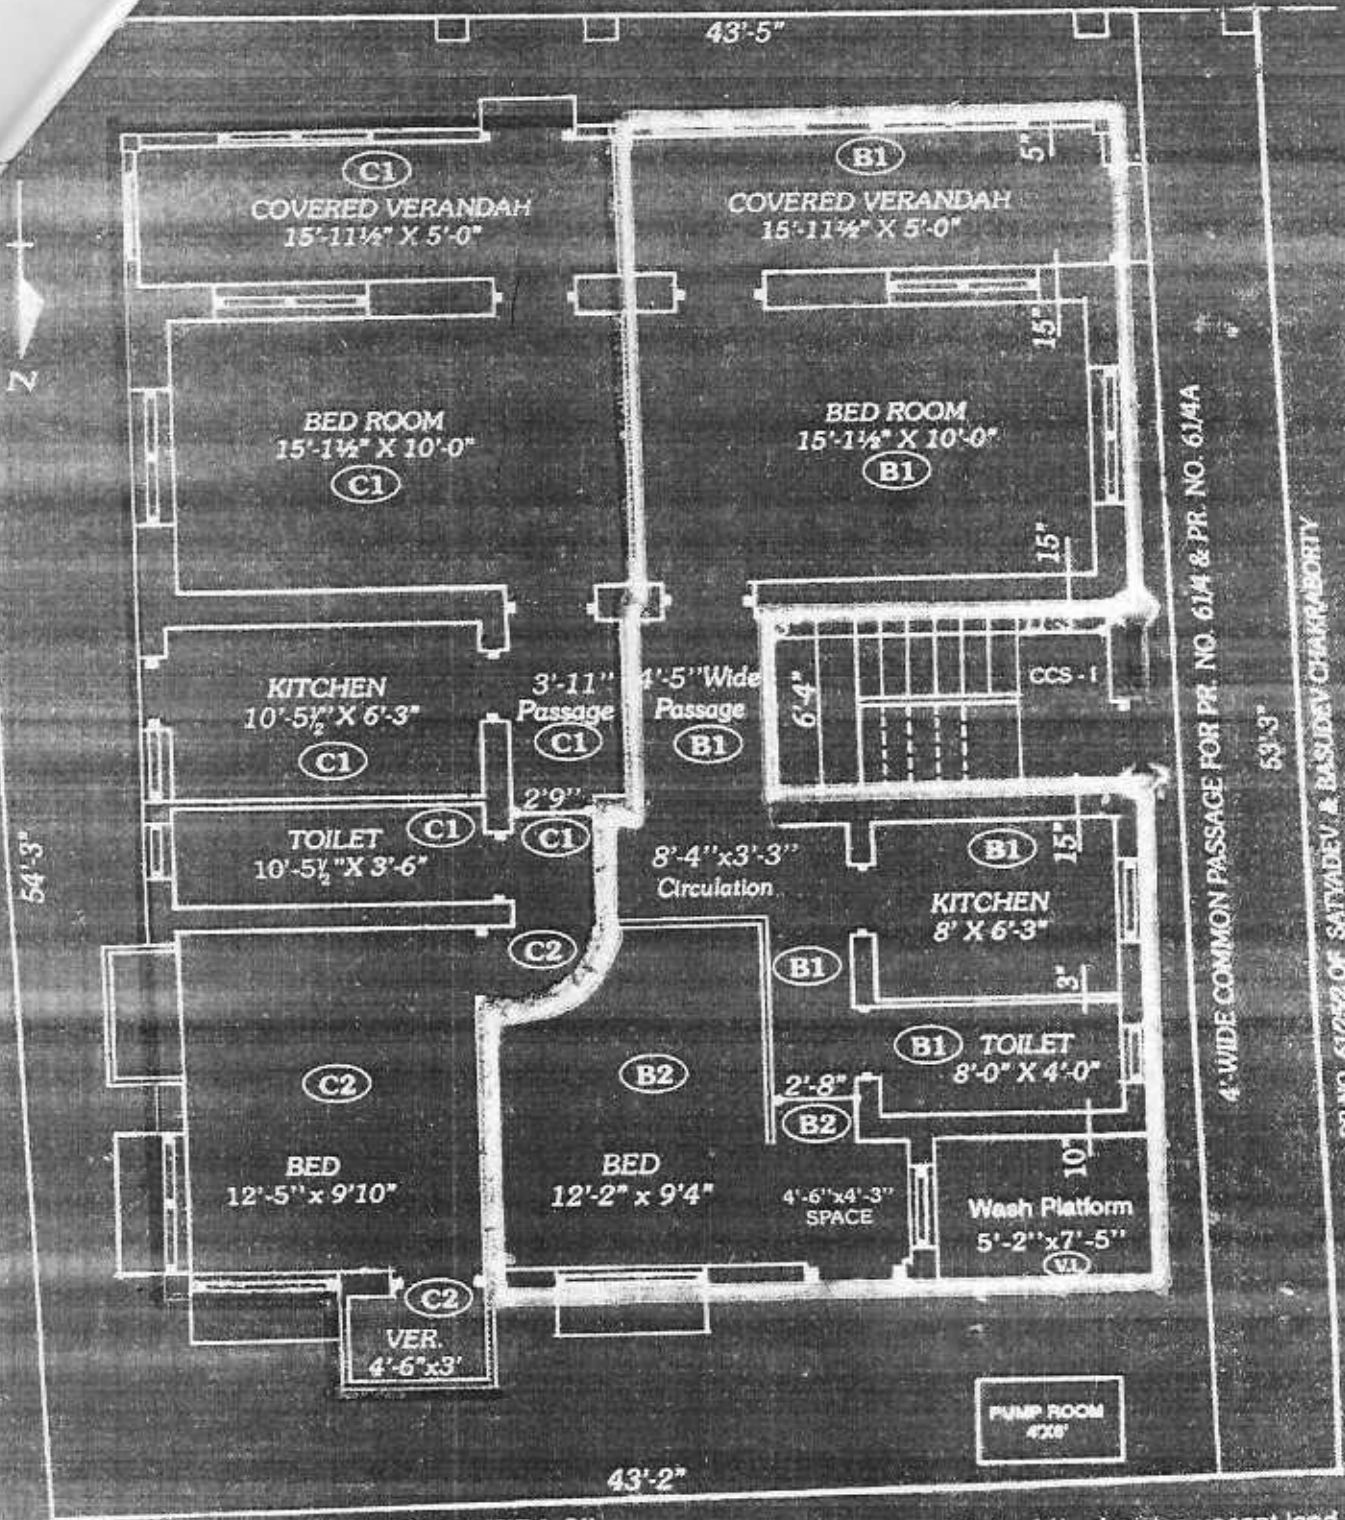 43'-5"
C1
COVERED VERANDAH
15'-11½" X 5'-0"
B1
COVERED VERANDAH
15'-11½" X 5'-0"
5"
15"
N
BED ROOM
15'-1½" X 10'-0"
C1
BED ROOM
15'-1½" X 10'-0"
B1
15"
KITCHEN
10'-5½" X 6'-3"
C1
3'-11"
Passage
C1
4'-5" Wide
Passage
B1
6'-4"
CCS - I
2'9"
C1
TOILET
10'-5½" X 3'-6"
C1
8'-4"x3'-3"
Circulation
B1
15"
KITCHEN
8' X 6'-3"
C2
B1
3"
B1
TOILET
8'-0" X 4'-0"
C2
BED
12'-5" x 9'10"
B2
BED
12'-2" x 9'4"
2'-8"
B2
4'-6"x4'-3"
SPACE
10"
Wash Platform
5'-2"x7'-5"
V.I.
C2
VER.
4'-6"x3'
PUMP ROOM
4'X6'
54'-3"
43'-2"
4' WIDE COMMON PASSAGE FOR PR. NO. 61/4 & PR. NO. 61/4A
53'-3"
OF SATYADEV & BASUDEV CHAKRABORTY